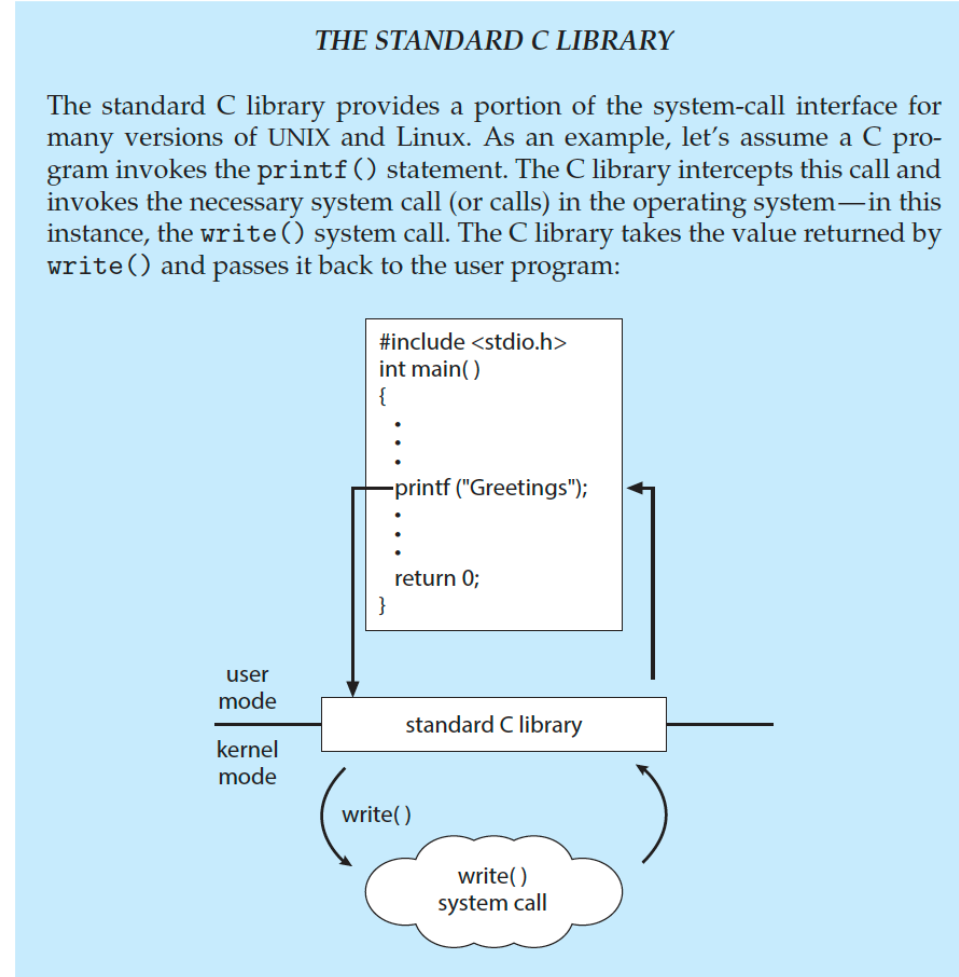 THE STANDARD C LIBRARY
The standard C library provides a portion of the system-call interface for
many versions of UNIX and Linux. As an example, let's assume a C pro-
gram invokes the printf() statement. The C library intercepts this call and
invokes the necessary system call (or calls) in the operating system—in this
instance, the write() system call. The C library takes the value returned by
write() and passes it back to the user program:
#include <stdio.h>
int main( )
{
•
•
•
printf ("Greetings");
•
•
•
return 0;
}
user
mode
standard C library
kernel
mode
write( )
write( )
system call